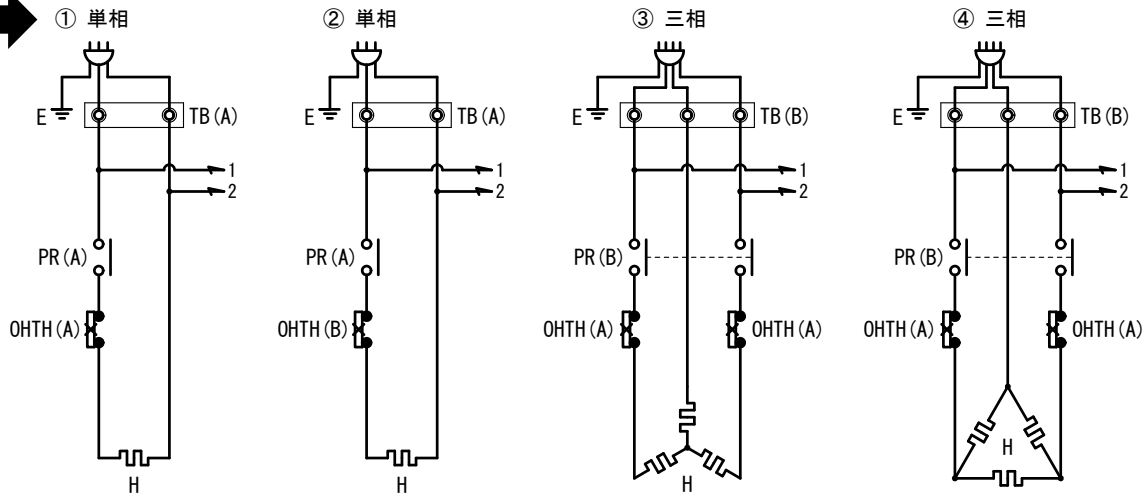 ① 単相
② 単相
③ 三相
④ 三相
E
TB(A)
E
TB(A)
E
TB(B)
E
TB(B)
1
1
1
1
2
2
2
2
PR(A)
PR(A)
PR(B)
PR(B)
OHTH(A)
OHTH(B)
OHTH(A)
OHTH(A)
OHTH(A)
OHTH(A)
H
H
H
H